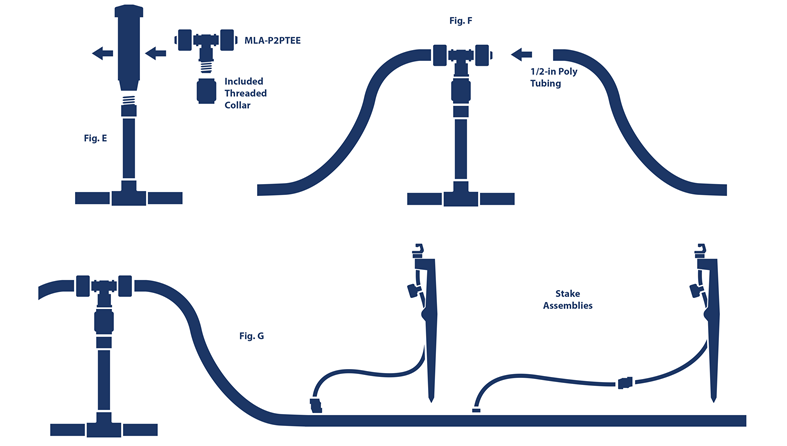 Fig. F
MLA-P2PTEE
1/2-in Poly
Tubing
Included
Threaded
Collar
Fig. E
Stake
Assemblies
Fig. G